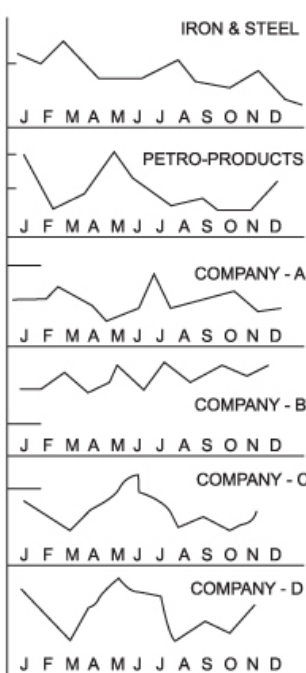 IRON & STEEL
J F M A M J J A S O N D
PETRO-PRODUCTS
J F M A M J J A S O N D
COMPANY - A
J F M A M J J A S O N D
COMPANY - B
J F M A M J J A S O N D
COMPANY - C
J F M A M J J A S O N D
COMPANY - D
J F M A M J J A S O N D